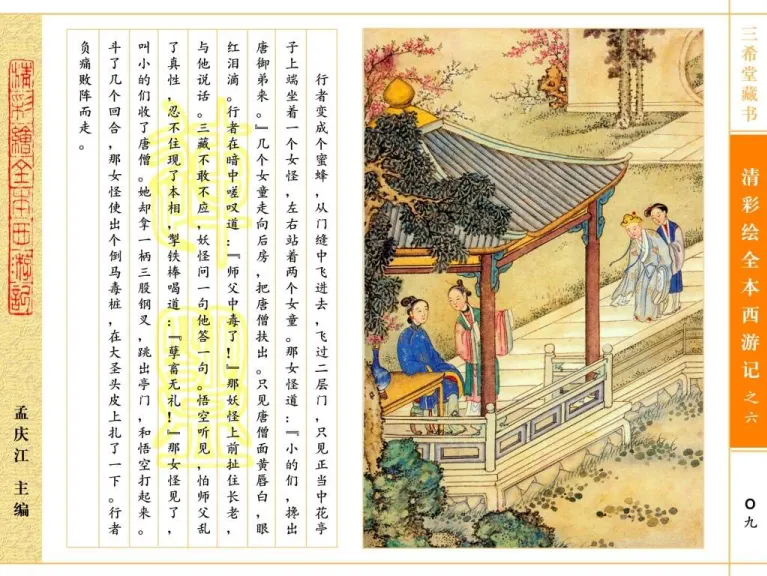 三希堂藏书
清彩绘全本西游记之六
〇九
行者变成个蜜蜂，从门缝中飞进去，飞过二层门，只见正当中花亭
子上端坐着一个女怪，左右站着两个女童。那女怪道：『小的们，搀出
唐御弟来。』几个女童走向后房，把唐僧扶出。只见唐僧面黄唇白，眼
红泪滴。行者在暗中嗟叹道：『师父中毒了！』那妖怪上前扯住长老，
与他说话。三藏不敢不应，妖怪问一句他答一句。悟空听见，怕师父乱
了真性，忍不住现了本相，掣铁棒喝道：『孽畜无礼！』那女怪见了，
叫小的们收了唐僧。她却拿一柄三股钢叉，跳出亭门，和悟空打起来。
斗了几个回合，那女怪使出个倒马毒桩，在大圣头皮上扎了一下。行者
负痛败阵而走。
清彩繪全本西游記
孟庆江 主编